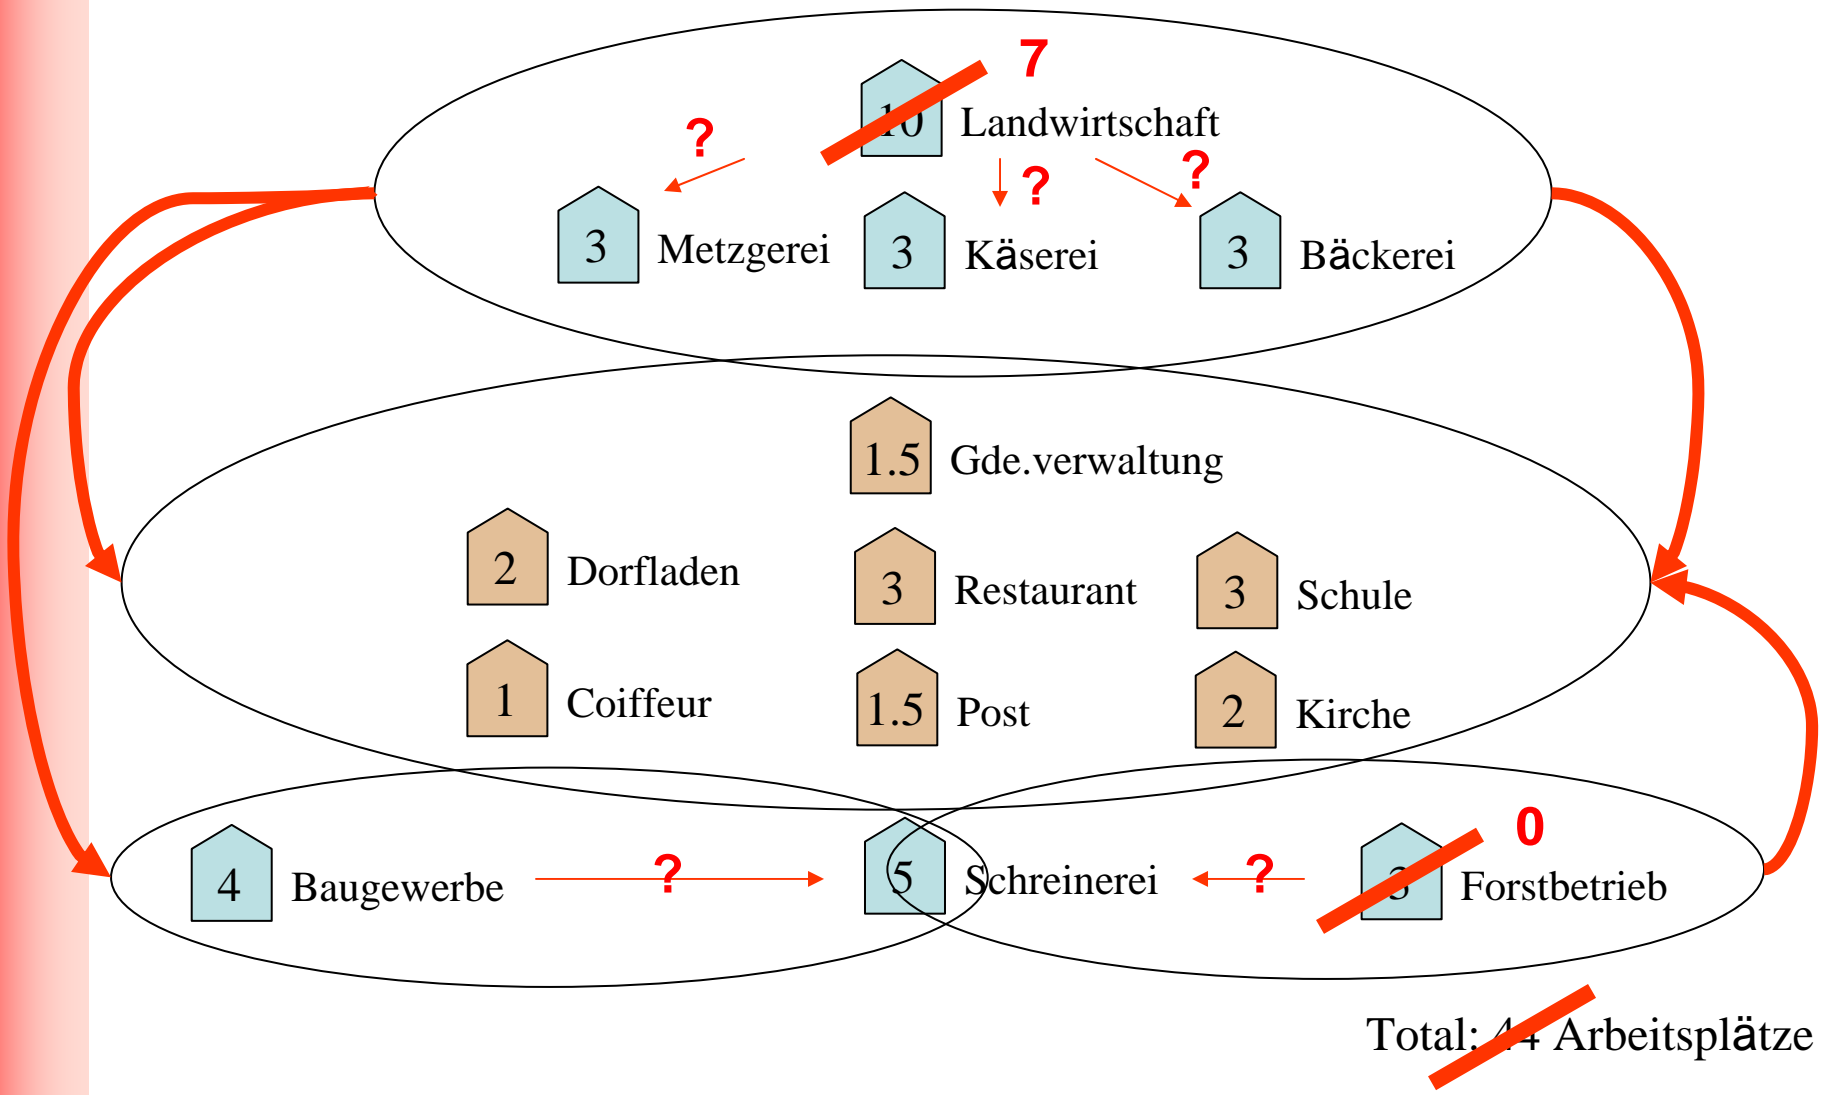 7
10 Landwirtschaft
? ? ?
3 Metzgerei 3 Käserei 3 Bäckerei
1.5 Gde.verwaltung
2 Dorfladen 3 Restaurant 3 Schule
1 Coiffeur 1.5 Post 2 Kirche
0
4 Baugewerbe ? 5 Schreinerei ? 3 Forstbetrieb
Total: 44 Arbeitsplätze